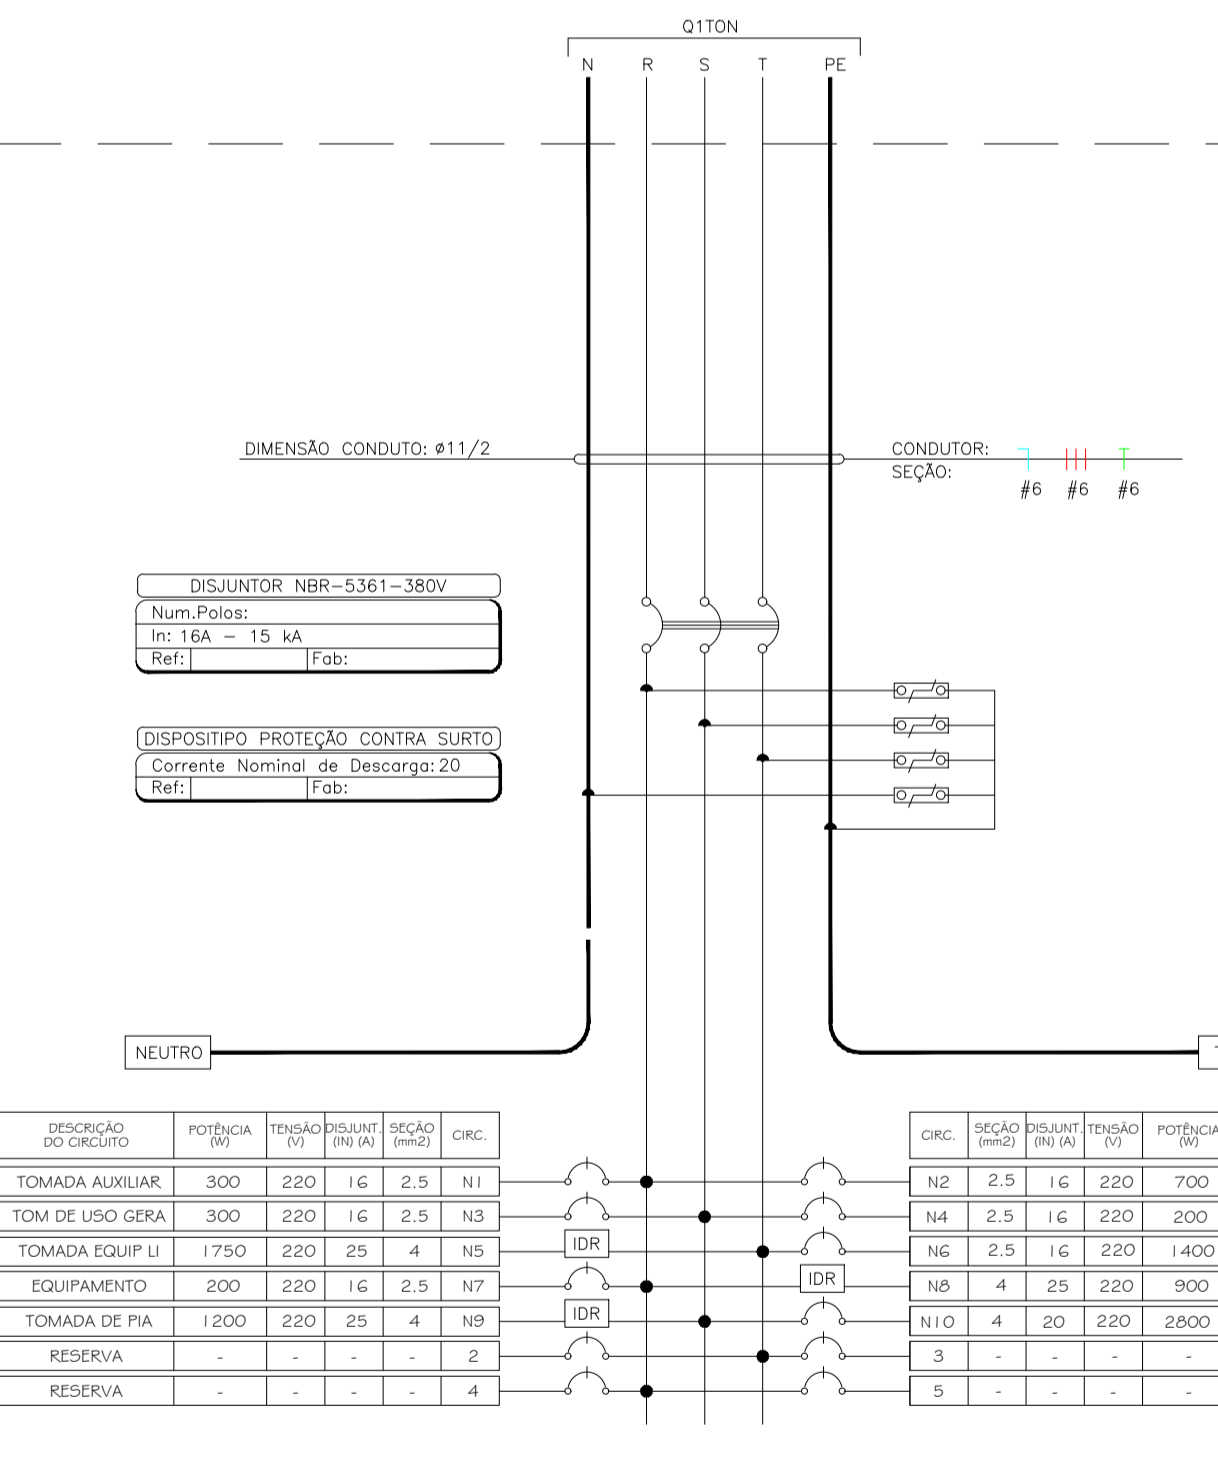 Q1TON
N R S T PE
DIMENSÃO CONDUTO: ø11/2
CONDUTOR:
SEÇÃO:
#6 #6 #6
DISJUNTOR NBR-5361-380V
Num.Polos:
In: 16A - 15 kA
Ref: Fab:
DISPOSITIPO PROTEÇÃO CONTRA SURTO
Corrente Nominal de Descarga: 20
Ref: Fab:
NEUTRO
DESCRIÇÃO DO CIRCUITO POTÊNCIA (W) TENSÃO (V) DISJUNT. (IN) (A) SEÇÃO (mm2) CIRC.
TOMADA AUXILIAR 300 220 16 2.5 N1
TOM DE USO GERA 300 220 16 2.5 N3
TOMADA EQUIP LI 1750 220 25 4 N5 IDR
EQUIPAMENTO 200 220 16 2.5 N7
TOMADA DE PIA 1200 220 25 4 N9 IDR
RESERVA - - - - 2
RESERVA - - - - 4
CIRC. SEÇÃO (mm2) DISJUNT. (IN) (A) TENSÃO (V) POTÊNCIA (W)
N2 2.5 16 220 700
N4 2.5 16 220 200
N6 2.5 16 220 1400
IDR N8 4 25 220 900
N10 4 20 220 2800
3 - - - -
5 - - - -